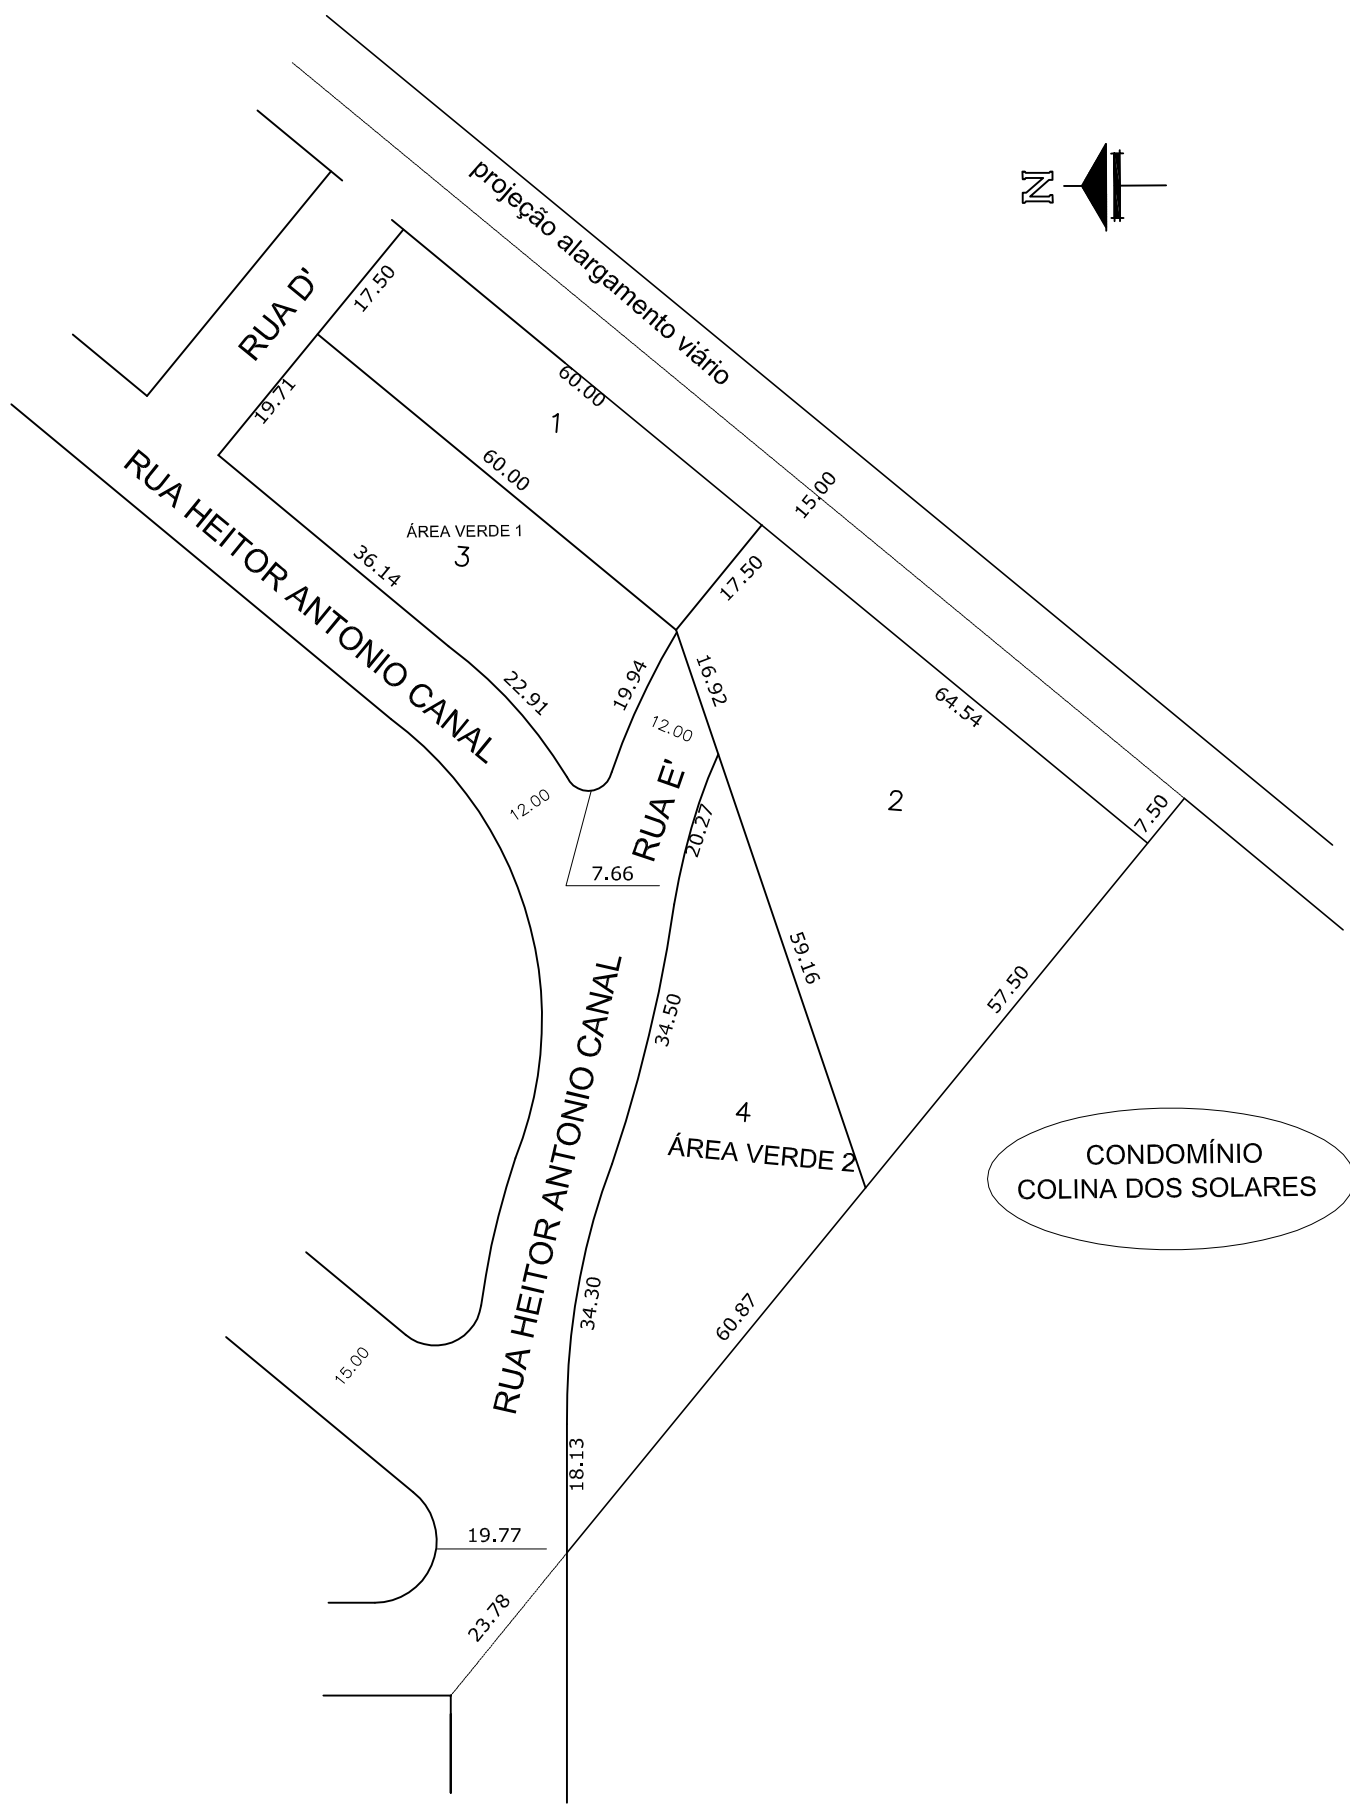 projeção alargamento viário
N
RUA D'
17.50
19.71
60.00
1
60.00
15.00
ÁREA VERDE 1
3
36.14
RUA HEITOR ANTONIO CANAL
22.91
19.94
17.50
16.92
12.00
64.54
RUA E'
12.00
20.27
2
7.50
7.66
59.16
57.50
RUA HEITOR ANTONIO CANAL
34.50
4
ÁREA VERDE 2
CONDOMÍNIO
COLINA DOS SOLARES
34.30
60.87
15.00
18.13
19.77
23.78